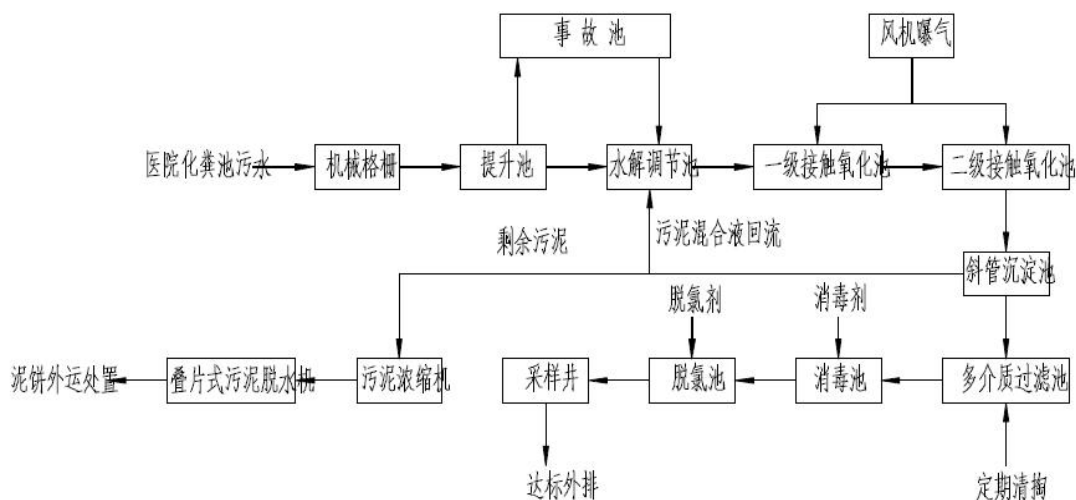 事故池
风机曝气
医院化粪池污水
机械格栅
提升池
水解调节池
一级接触氧化池
二级接触氧化池
剩余污泥
污泥混合液回流
斜管沉淀池
脱氯剂
消毒剂
泥饼外运处置
叠片式污泥脱水机
污泥浓缩机
采样井
脱氯池
消毒池
多介质过滤池
达标外排
定期清掏